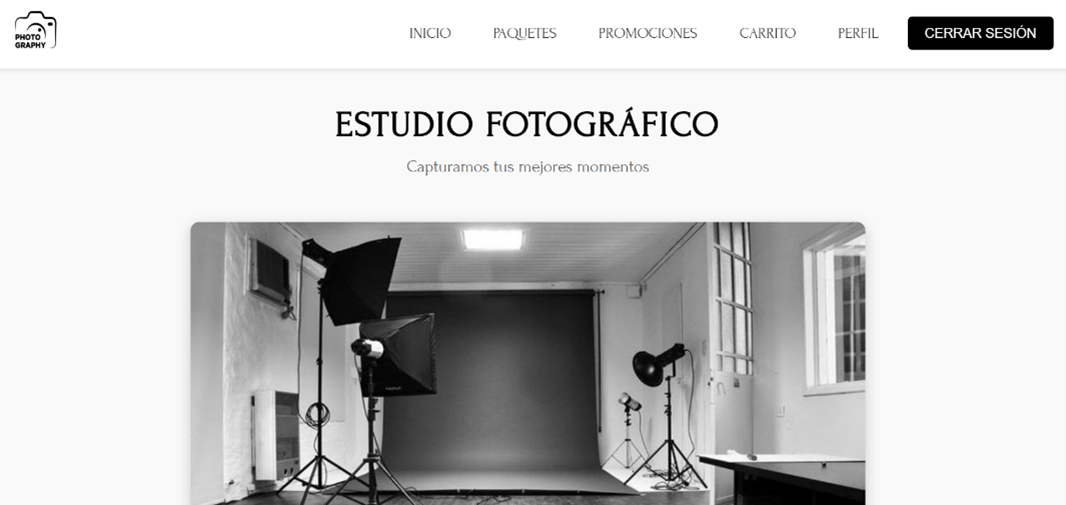 PHOTO
GRAPHY
INICIO PAQUETES PROMOCIONES CARRITO PERFIL CERRAR SESIÓN
ESTUDIO FOTOGRÁFICO
Capturamos tus mejores momentos